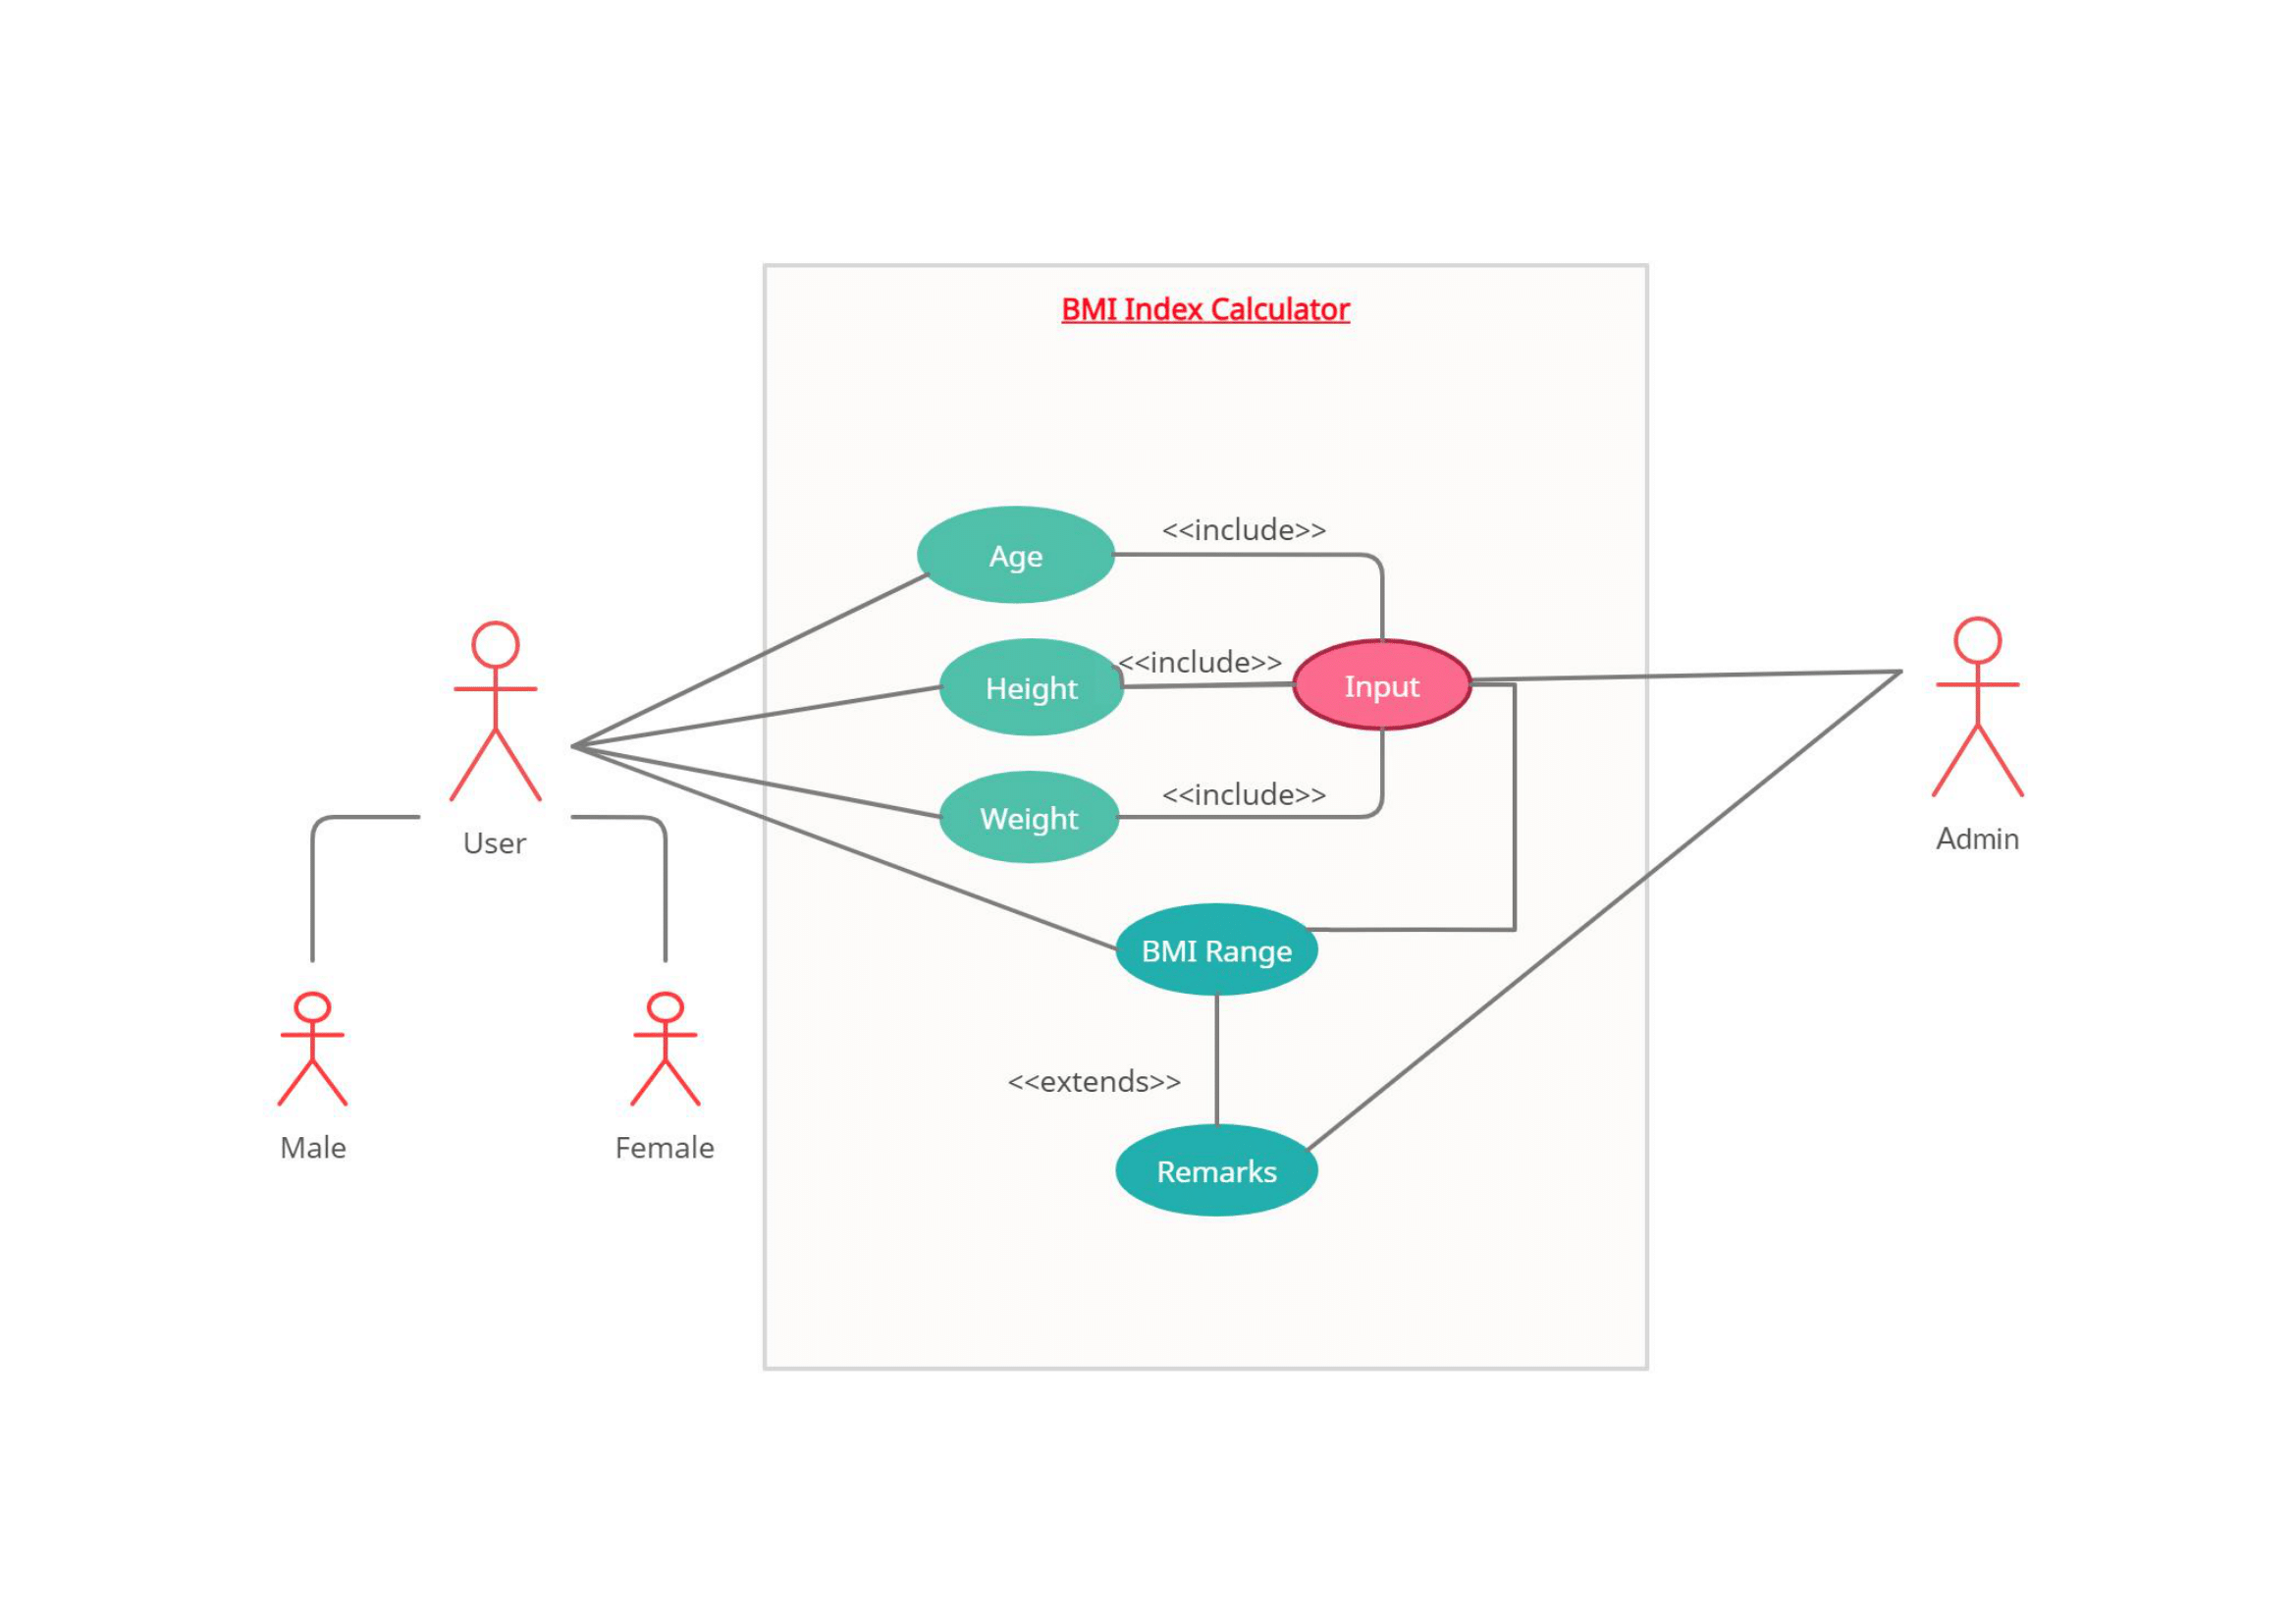 BMI Index Calculator
Age
<<include>>
Height
<<include>>
Input
Weight
<<include>>
User
Admin
BMI Range
<<extends>>
Male
Female
Remarks